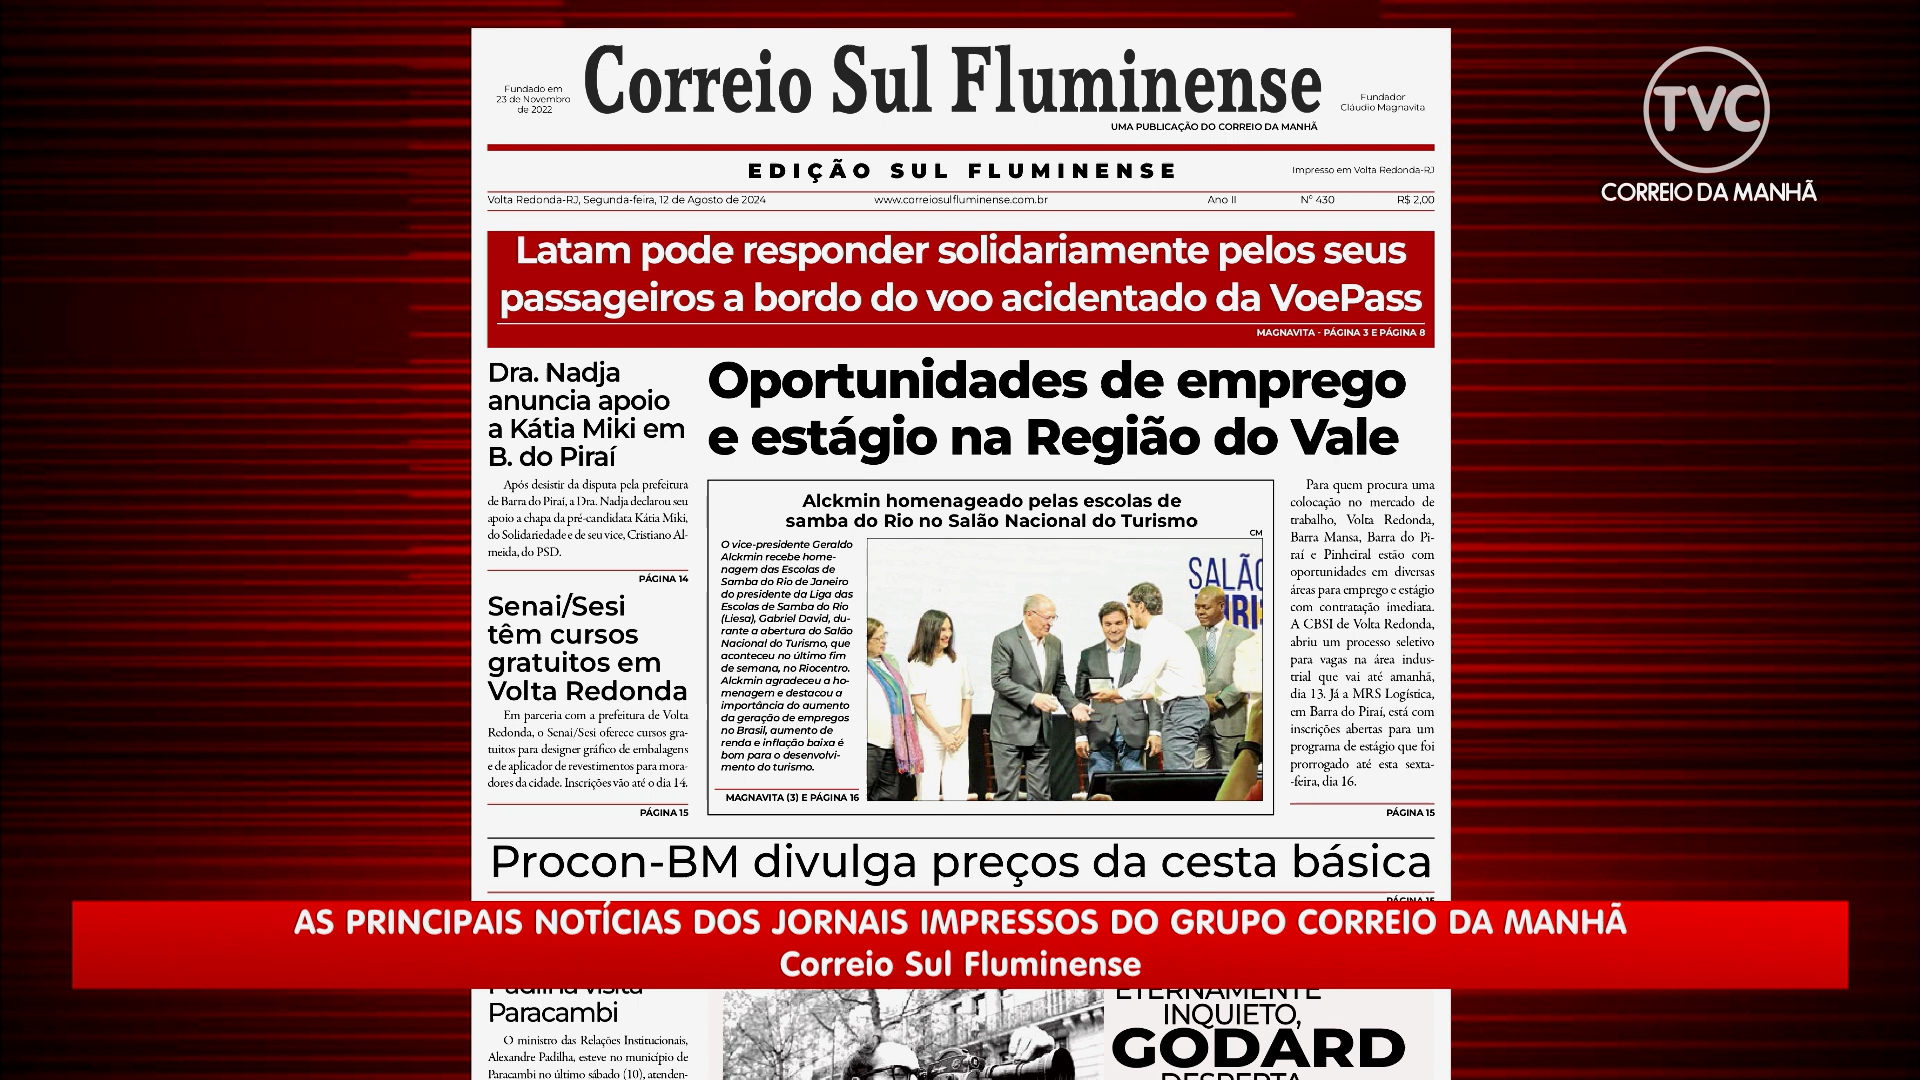 Fundado em
23 de Novembro
de 2022
Correio Sul Fluminense
Fundador
Cláudio Magnavita
UMA PUBLICAÇÃO DO CORREIO DA MANHÃ
EDIÇÃO SUL FLUMINENSE
Impresso em Volta Redonda-RJ
Volta Redonda-RJ, Segunda-feira, 12 de Agosto de 2024 www.correiosulfluminense.com.br Ano II Nº 430 R$ 2,00
TVC
CORREIO DA MANHÃ
Latam pode responder solidariamente pelos seus
passageiros a bordo do voo acidentado da VoePass
MAGNAVITA - PÁGINA 3 E PÁGINA 8
Dra. Nadja
anuncia apoio
a Kátia Miki em
B. do Piraí
Após desistir da disputa pela prefeitura
de Barra do Piraí, a Dra. Nadja declarou seu
apoio a chapa da pré-candidata Kátia Miki,
do Solidariedade e de seu vice, Cristiano Al-
meida, do PSD.
PÁGINA 14
Senai/Sesi
têm cursos
gratuitos em
Volta Redonda
Em parceria com a prefeitura de Volta
Redonda, o Senai/Sesi oferece cursos gra-
tuitos para designer gráfico de embalagens
e de aplicador de revestimentos para mora-
dores da cidade. Inscrições vão até o dia 14.
PÁGINA 15
Oportunidades de emprego
e estágio na Região do Vale
Alckmin homenageado pelas escolas de
samba do Rio no Salão Nacional do Turismo
CM
O vice-presidente Geraldo
Alckmin recebe home-
nagem das Escolas de
Samba do Rio de Janeiro
do presidente da Liga das
Escolas de Samba do Rio
(Liesa), Gabriel David, du-
rante a abertura do Salão
Nacional do Turismo, que
aconteceu no último fim
de semana, no Riocentro.
Alckmin agradeceu a ho-
menagem e destacou a
importância do aumento
da geração de empregos
no Brasil, aumento de
renda e inflação baixa é
bom para o desenvolvi-
mento do turismo.
MAGNAVITA (3) E PÁGINA 16
SALÃO
Para quem procura uma
colocação no mercado de
trabalho, Volta Redonda,
Barra Mansa, Barra do Pi-
raí e Pinheiral estão com
oportunidades em diversas
áreas para emprego e estágio
com contratação imediata.
A CBSI de Volta Redonda,
abriu um processo seletivo
para vagas na área indus-
trial que vai até amanhã,
dia 13. Já a MRS Logística,
em Barra do Piraí, está com
inscrições abertas para um
programa de estágio que foi
prorrogado até esta sexta-
-feira, dia 16.
PÁGINA 15
Procon-BM divulga preços da cesta básica
AS PRINCIPAIS NOTÍCIAS DOS JORNAIS IMPRESSOS DO GRUPO CORREIO DA MANHÃ
Correio Sul Fluminense
Padilha visita
Paracambi
O ministro das Relações Institucionais,
Alexandre Padilha, esteve no município de
Paracambi no último sábado (10), atenden-
ETERNAMENTE
INQUIETO,
GODARD
DESPERTA